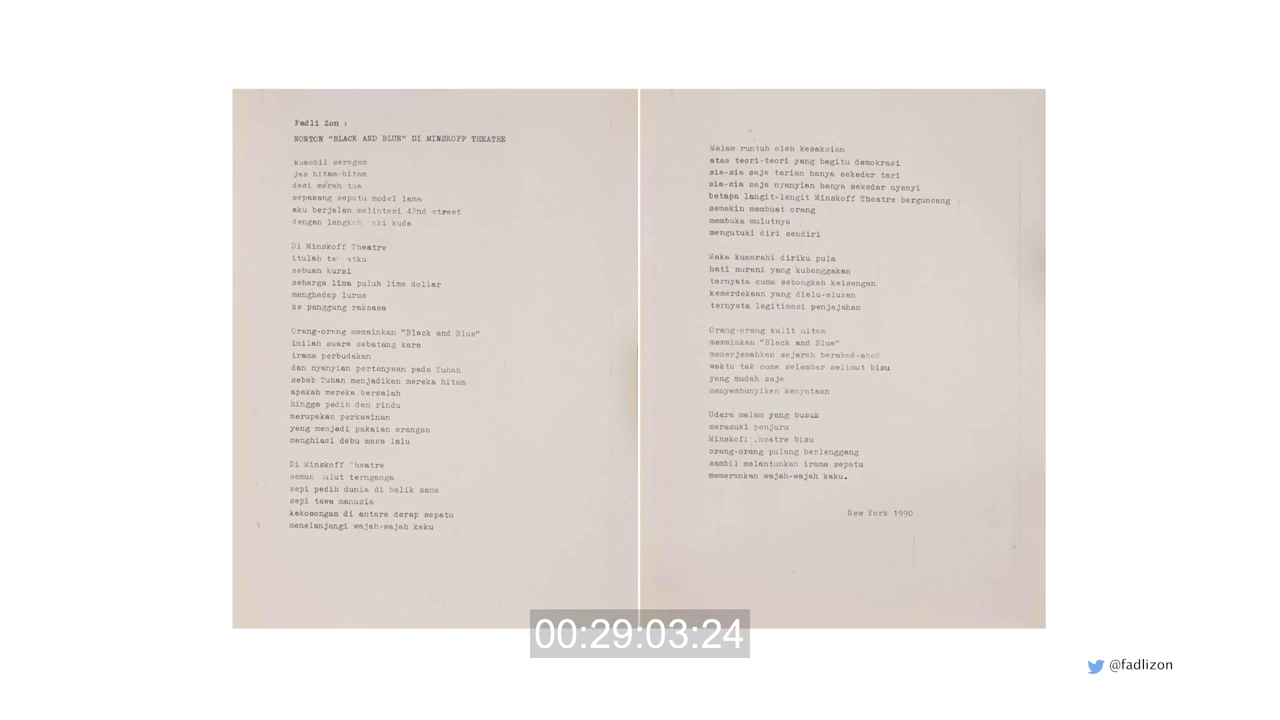 Fadli Zon :
NONTON "BLACK AND BLUE" DI MINSKOFF THEATRE
kuambil seragam
jas hitam-hitam
dasi merah tua
sepasang sepatu model lama
aku berjalan melintasi 42nd street
dengan langkah kuda
Di Minskoff Theatre
itulah
sebuah kursi
seharga lima puluh lima dollar
menghadap lurus
ke panggung raksasa
Orang-orang memainkan "Black and Blue"
inilah suara sebatang kara
irama perbudakan
dan nyanyian pertanyaan pada Tuhan
sebab Tuhan menjadikan mereka hitam
apakah mereka bersalah
hingga pedih dan rindu
merupakan perkawinan
yang menjadi pakaian erangan
menghiasi debu masa lalu
Di Minskoff Theatre
semua ternganga
sepi pedih dunia di balik sana
sepi tawa manusia
kekosongan di antara derap sepatu
menelanjangi wajah-wajah kaku
Malam runtuh oleh kesaksian
atas teori-teori yang begitu demokrasi
sia-sia saja tarian hanya sekedar tari
sia-sia saja nyanyian hanya sekedar nyanyi
betapa langit-langit Minskoff Theatre berguncang
semakin membuat orang
membuka mulutnya
mengutuki diri sendiri
Maka kumarahi diriku pula
hati nurani yang kubanggakan
ternyata cuma sebongkah keisengan
kemerdekaan yang dielu-elukan
ternyata legitimasi penjajahan
Orang-orang kulit hitam
memainkan "Black and Blue"
menerjemahkan sejarah berabad-abad
waktu tak cuma selembar selimut bisu
yang mudah saja
menyembunyikan kenyataan
Udara malam yang busuk
merasuki penjuru
Minskoff Theatre bisu
orang-orang pulang berlenggang
sambil melantunkan irama sepatu
memerankan wajah-wajah kaku.
New York 1990
00:29:03:24
@fadlizon